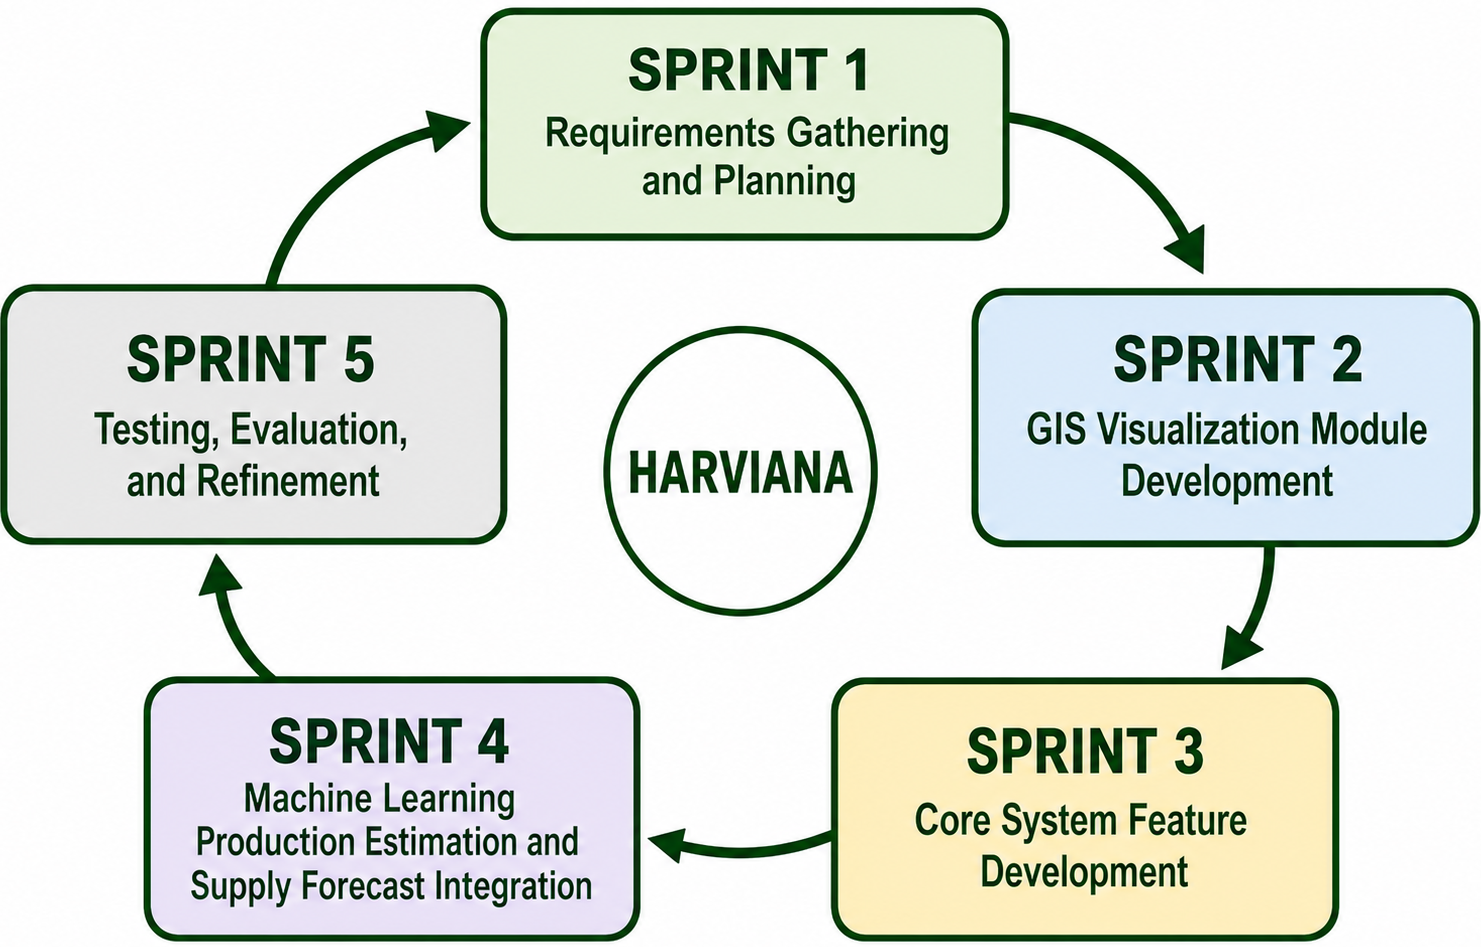 SPRINT 1
Requirements Gathering
and Planning
SPRINT 2
GIS Visualization Module
Development
SPRINT 3
Core System Feature
Development
SPRINT 4
Machine Learning
Production Estimation and
Supply Forecast Integration
SPRINT 5
Testing, Evaluation,
and Refinement
HARVIANA